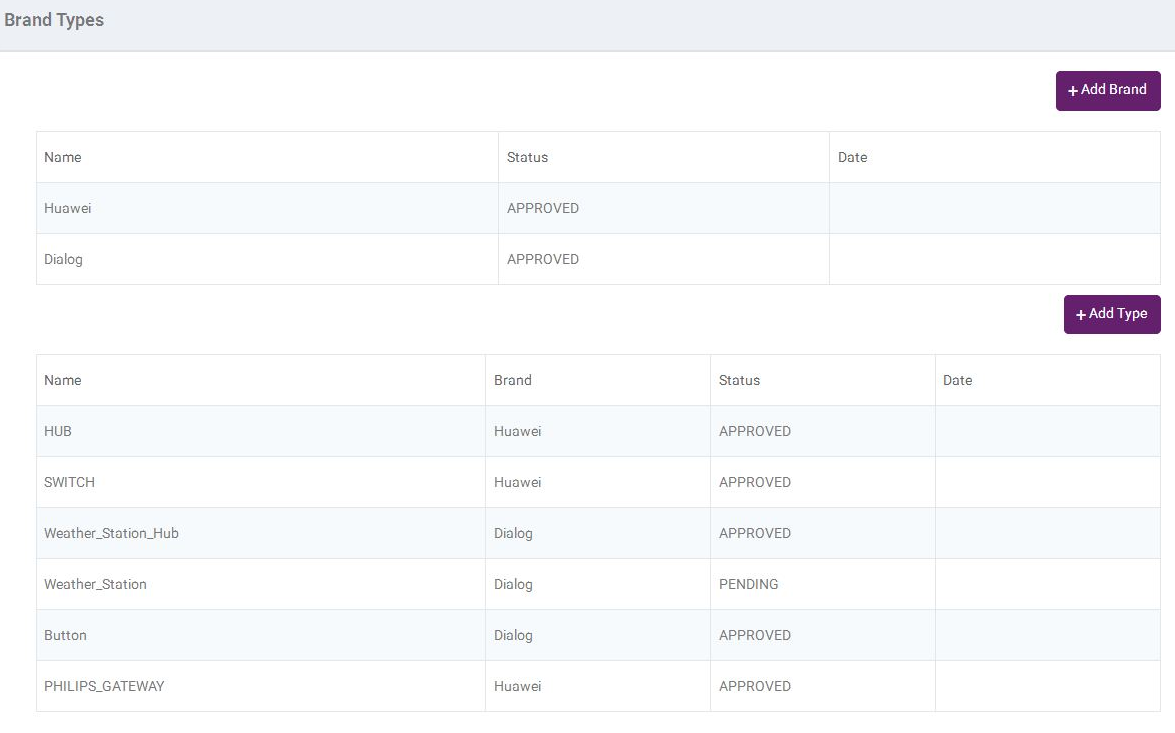 Brand Types
+ Add Brand
Name Status Date
Huawei APPROVED
Dialog APPROVED
+ Add Type
Name Brand Status Date
HUB Huawei APPROVED
SWITCH Huawei APPROVED
Weather_Station_Hub Dialog APPROVED
Weather_Station Dialog PENDING
Button Dialog APPROVED
PHILIPS_GATEWAY Huawei APPROVED